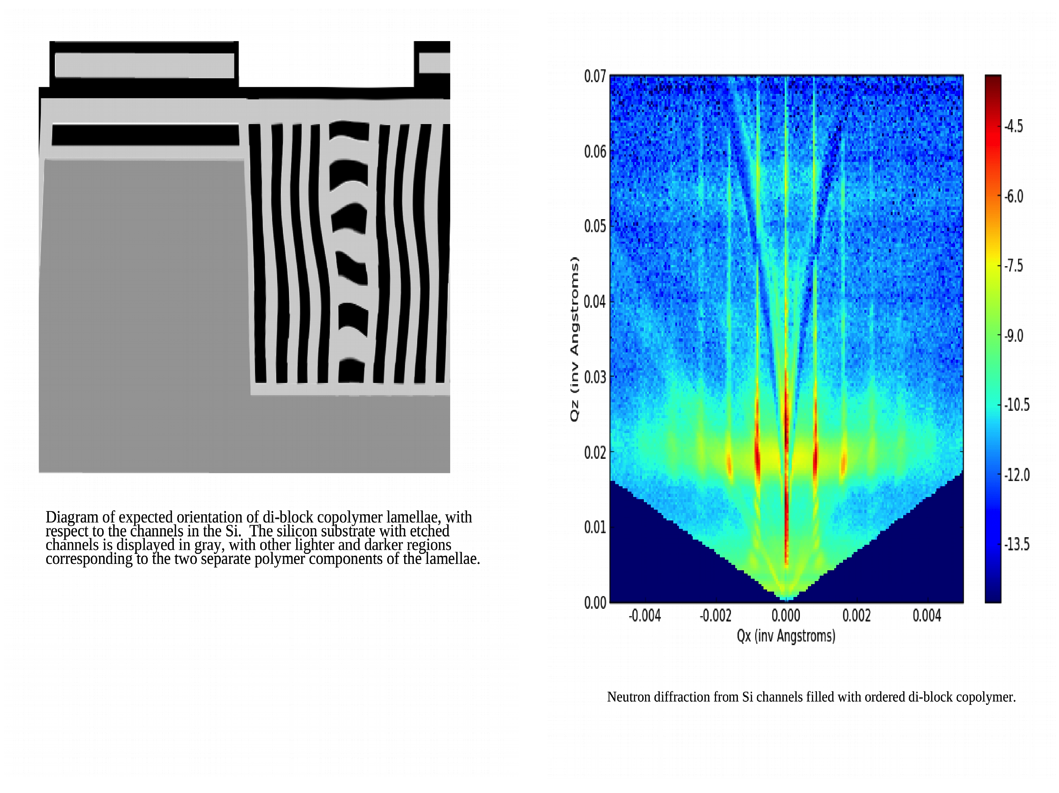 Diagram of expected orientation of di-block copolymer lamellae, with
respect to the channels in the Si.  The silicon substrate with etched
channels is displayed in gray, with other lighter and darker regions
corresponding to the two separate polymer components of the lamellae.
Qz (inv Angstroms)
0.07
0.06
0.05
0.04
0.03
0.02
0.01
0.00
-0.004 -0.002 0.000 0.002 0.004
Qx (inv Angstroms)
-4.5
-6.0
-7.5
-9.0
-10.5
-12.0
-13.5
Neutron diffraction from Si channels filled with ordered di-block copolymer.